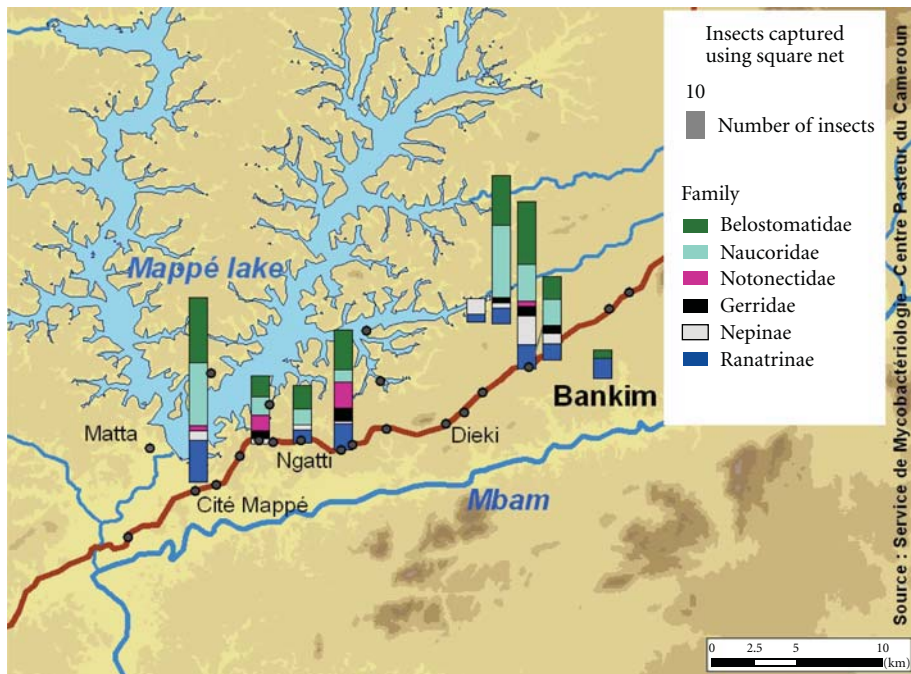 Insects captured
using square net
10
Number of insects
Family
Belostomatidae
Naucoridae
Notonectidae
Gerridae
Nepinae
Ranatrinae
Mappé lake
Matta
Cité Mappé
Ngatti
Dieki
Bankim
Mbam
0 2.5 5 10
(km)
Source : Service de Mycobactériologie - Centre Pasteur du Cameroun